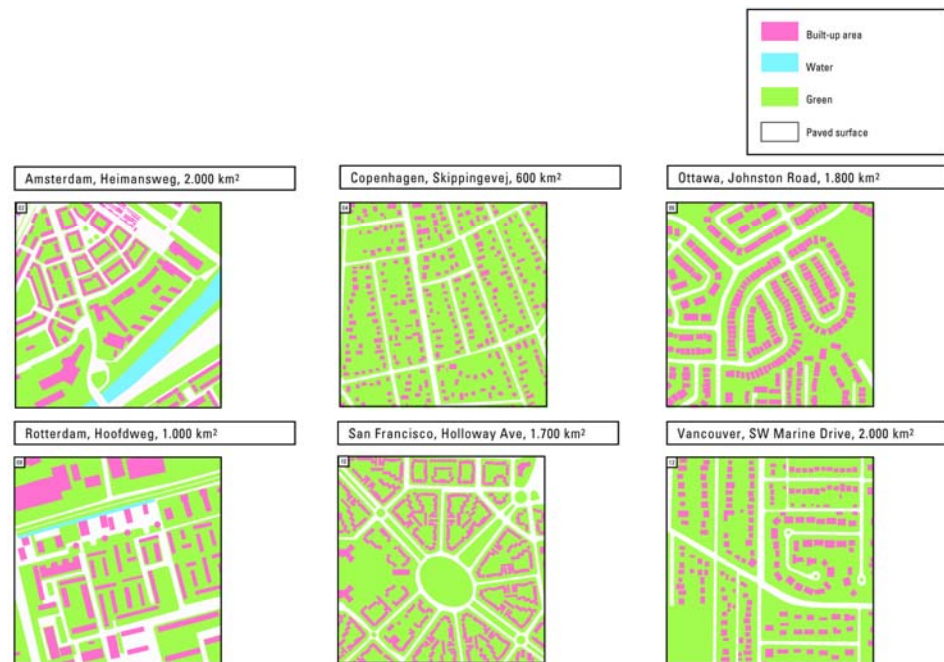 Built-up area
Water
Green
Paved surface
Amsterdam, Heimansweg, 2.000 km²
Copenhagen, Skippingevej, 600 km²
Ottawa, Johnston Road, 1.800 km²
Rotterdam, Hoofdweg, 1.000 km²
San Francisco, Holloway Ave, 1.700 km²
Vancouver, SW Marine Drive, 2.000 km²